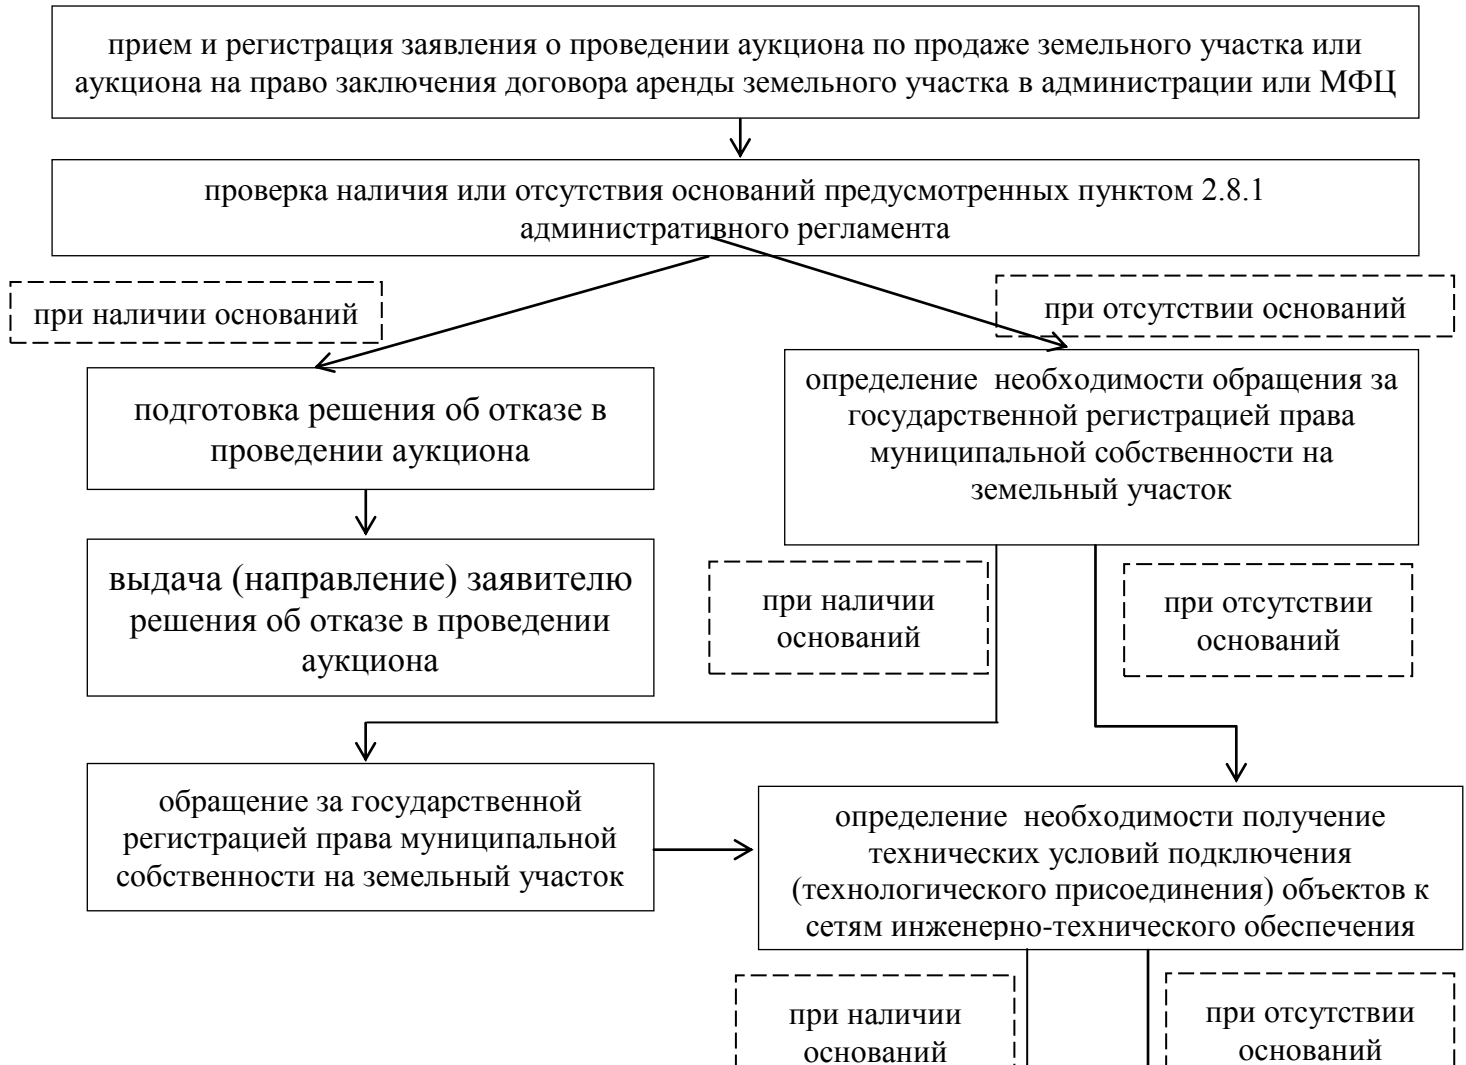 прием и регистрация заявления о проведении аукциона по продаже земельного участка или
аукциона на право заключения договора аренды земельного участка в администрации или МФЦ
проверка наличия или отсутствия оснований предусмотренных пунктом 2.8.1
административного регламента
при наличии оснований
при отсутствии оснований
подготовка решения об отказе в
проведении аукциона
определение необходимости обращения за
государственной регистрацией права
муниципальной собственности на
земельный участок
выдача (направление) заявителю
решения об отказе в проведении
аукциона
при наличии
оснований
при отсутствии
оснований
обращение за государственной
регистрацией права муниципальной
собственности на земельный участок
определение необходимости получение
технических условий подключения
(технологического присоединения) объектов к
сетям инженерно-технического обеспечения
при наличии
оснований
при отсутствии
оснований